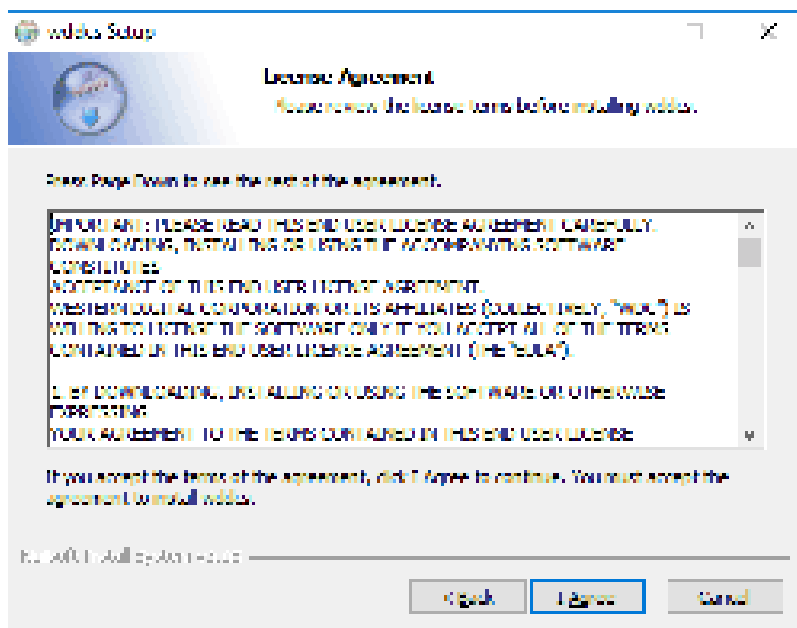 wddcs Setup
License Agreement
Please review the license terms before installing wddcs.
Press Page Down to see the rest of the agreement.
IMPORTANT: PLEASE READ THIS END USER LICENSE AGREEMENT CAREFULLY.
DOWNLOADING, INSTALLING OR USING THE ACCOMPANYING SOFTWARE
CONSTITUTES
ACCEPTANCE OF THIS END USER LICENSE AGREEMENT.
WESTERN DIGITAL CORPORATION OR ITS AFFILIATES (COLLECTIVELY, "WDC") IS
WILLING TO LICENSE THE SOFTWARE ONLY IF YOU ACCEPT ALL OF THE TERMS
CONTAINED IN THIS END USER LICENSE AGREEMENT (THE "EULA").
1. BY DOWNLOADING, INSTALLING OR USING THE SOFTWARE OR OTHERWISE
EXPRESSING
YOUR AGREEMENT TO THE TERMS CONTAINED IN THIS END USER LICENSE
If you accept the terms of the agreement, click I Agree to continue. You must accept the
agreement to install wddcs.
Nullsoft Install System
< Back
I Agree
Cancel